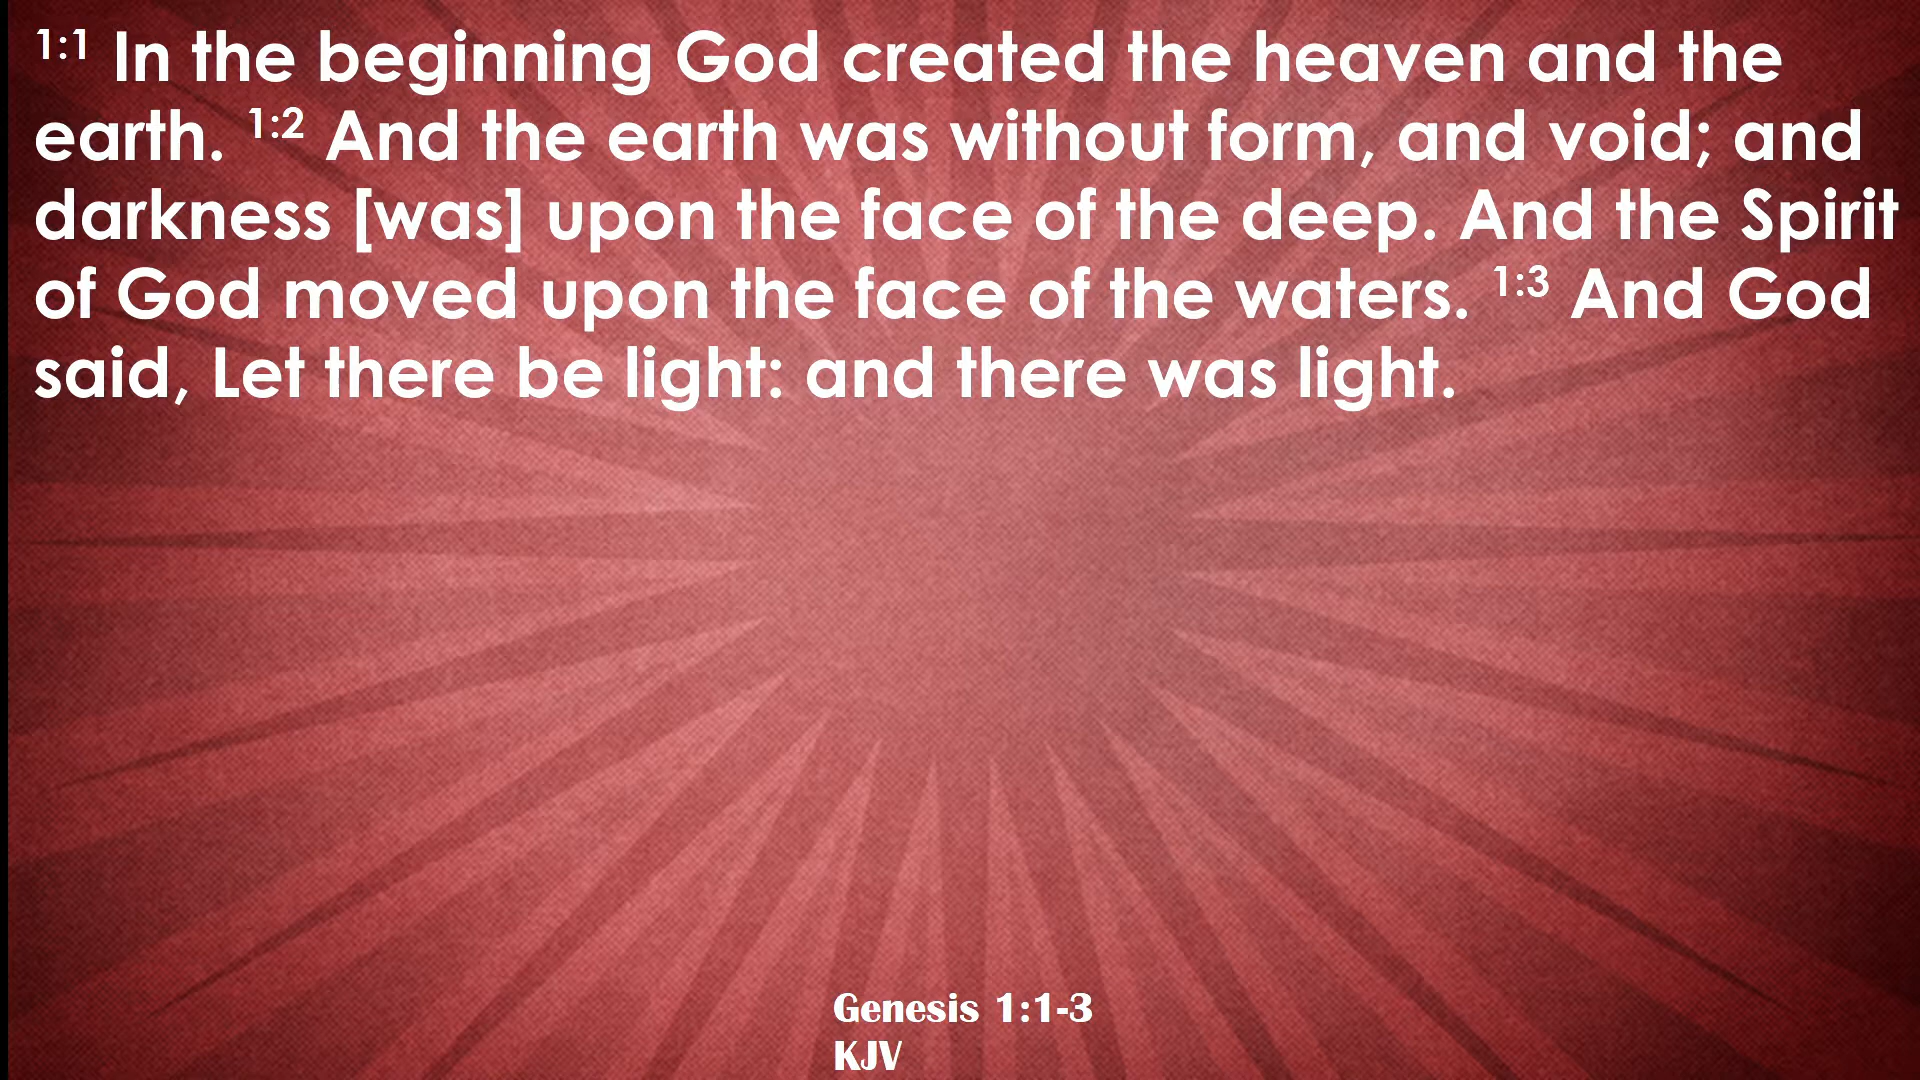 1:1 In the beginning God created the heaven and the
earth. 1:2 And the earth was without form, and void; and
darkness [was] upon the face of the deep. And the Spirit
of God moved upon the face of the waters. 1:3 And God
said, Let there be light: and there was light.
Genesis 1:1-3
KJV